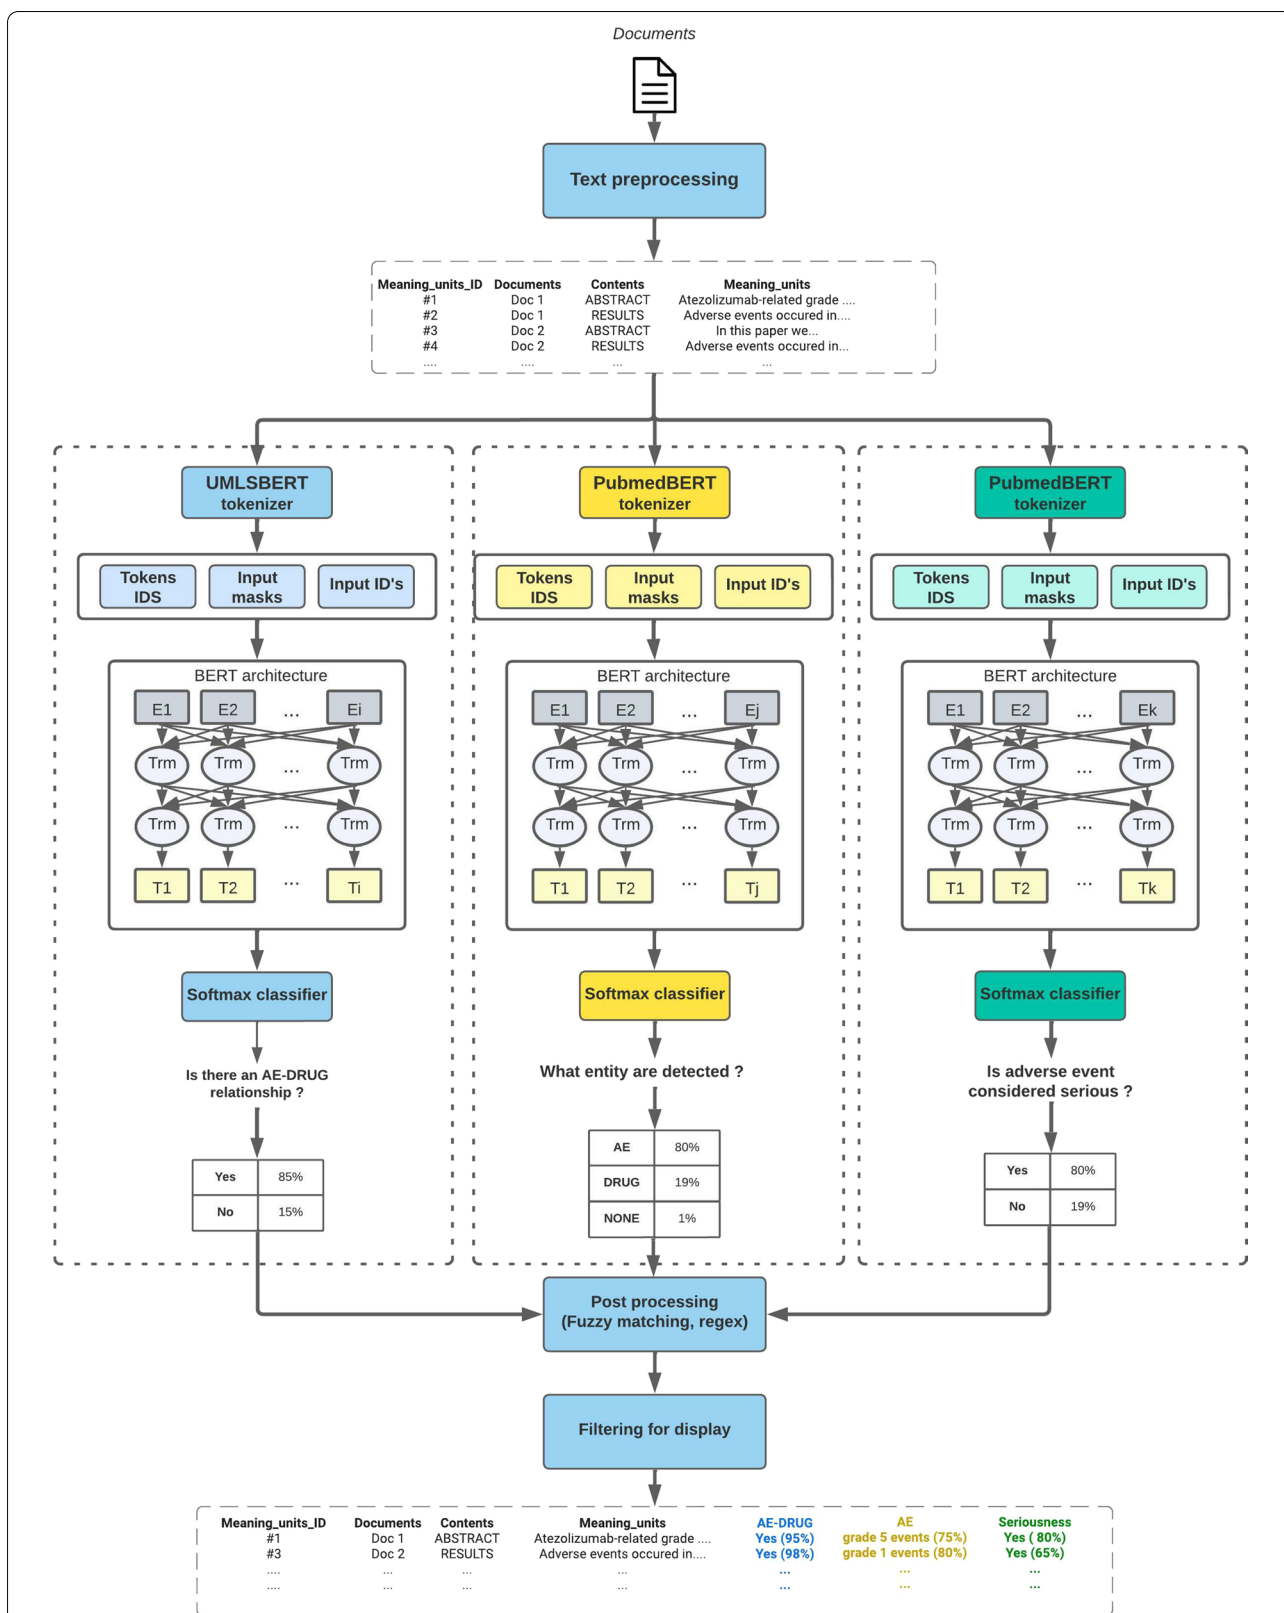 Documents
Text preprocessing
Meaning_units_ID Documents Contents Meaning_units
#1 Doc 1 ABSTRACT Atezolizumab-related grade ....
#2 Doc 1 RESULTS Adverse events occured in....
#3 Doc 2 ABSTRACT In this paper we...
#4 Doc 2 RESULTS Adverse events occured in...
.... .... ... ...
UMLSBERT
tokenizer
Tokens
IDS
Input
masks
Input ID's
BERT architecture
E1 E2 ... Ei
Trm Trm ... Trm
Trm Trm ... Trm
T1 T2 ... Ti
Softmax classifier
Is there an AE-DRUG
relationship ?
Yes 85%
No 15%
PubmedBERT
tokenizer
Tokens
IDS
Input
masks
Input ID's
BERT architecture
E1 E2 ... Ej
Trm Trm ... Trm
Trm Trm ... Trm
T1 T2 ... Tj
Softmax classifier
What entity are detected ?
AE 80%
DRUG 19%
NONE 1%
PubmedBERT
tokenizer
Tokens
IDS
Input
masks
Input ID's
BERT architecture
E1 E2 ... Ek
Trm Trm ... Trm
Trm Trm ... Trm
T1 T2 ... Tk
Softmax classifier
Is adverse event
considered serious ?
Yes 80%
No 19%
Post processing
(Fuzzy matching, regex)
Filtering for display
Meaning_units_ID Documents Contents Meaning_units AE-DRUG AE Seriousness
#1 Doc 1 ABSTRACT Atezolizumab-related grade .... Yes (95%) grade 5 events (75%) Yes ( 80%)
#3 Doc 2 RESULTS Adverse events occured in.... Yes (98%) grade 1 events (80%) Yes (65%)
.... .... ... ... ... ... ...
.... .... ... ... ... ... ...